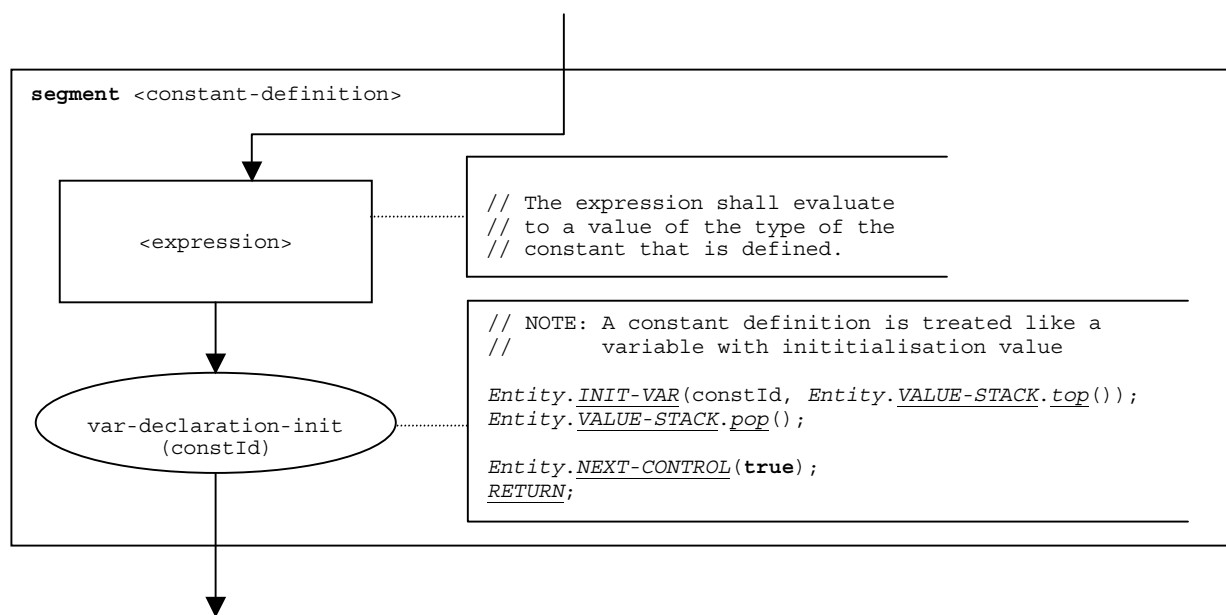 segment <constant-definition>
<expression>
// The expression shall evaluate
// to a value of the type of the
// constant that is defined.
var-declaration-init
(constId)
// NOTE: A constant definition is treated like a
//       variable with inititialisation value
Entity.INIT-VAR(constId, Entity.VALUE-STACK.top());
Entity.VALUE-STACK.pop();
Entity.NEXT-CONTROL(true);
RETURN;